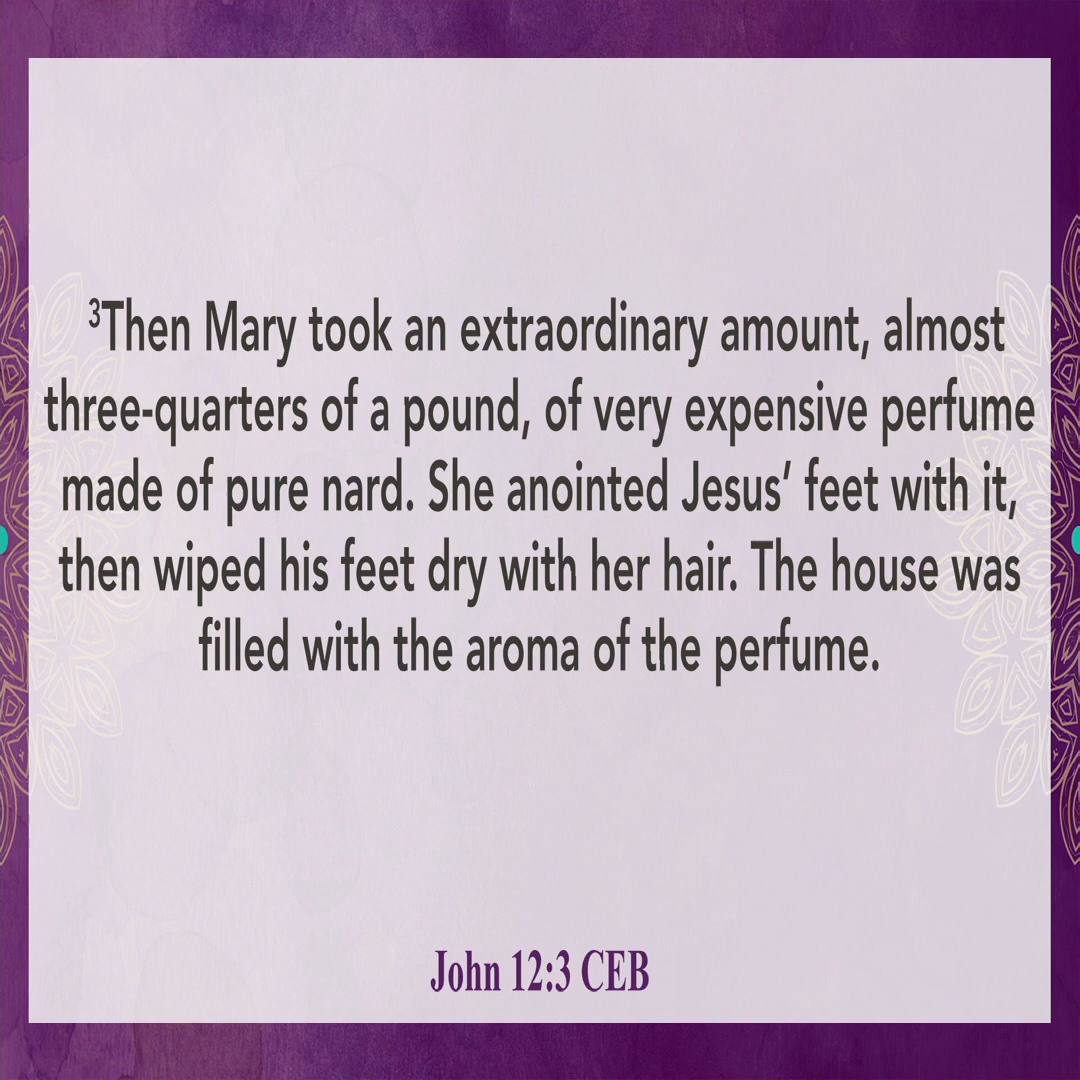 ³Then Mary took an extraordinary amount, almost
three-quarters of a pound, of very expensive perfume
made of pure nard. She anointed Jesus’ feet with it,
then wiped his feet dry with her hair. The house was
filled with the aroma of the perfume.
John 12:3 CEB